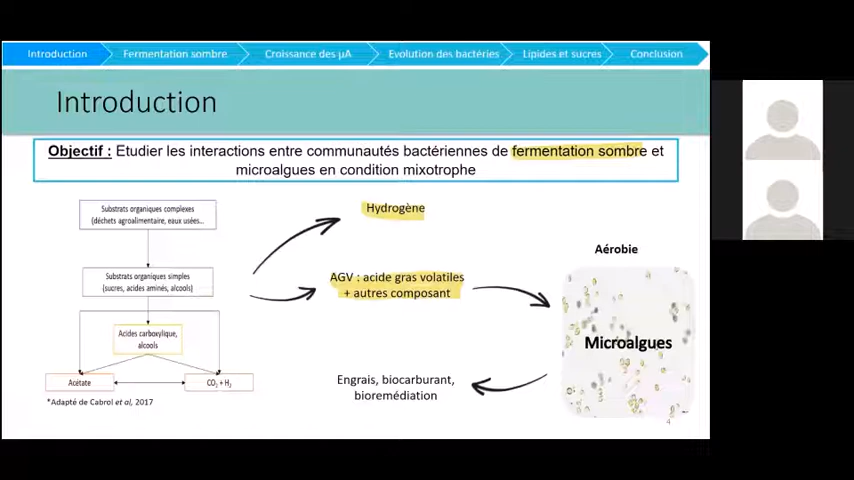 Introduction
Fermentation sombre
Croissance des µA
Evolution des bactéries
Lipides et sucres
Conclusion
Introduction
Objectif : Etudier les interactions entre communautés bactériennes de fermentation sombre et
microalgues en condition mixotrophe
Substrats organiques complexes
(déchets agroalimentaire, eaux usées...
Substrats organiques simples
(sucres, acides aminés, alcools)
Acides carboxylique,
alcools
Acétate
CO2 + H2
*Adapté de Cabrol et al, 2017
Hydrogène
AGV : acide gras volatiles
+ autres composant
Engrais, biocarburant,
bioremédiation
Aérobie
Microalgues
4